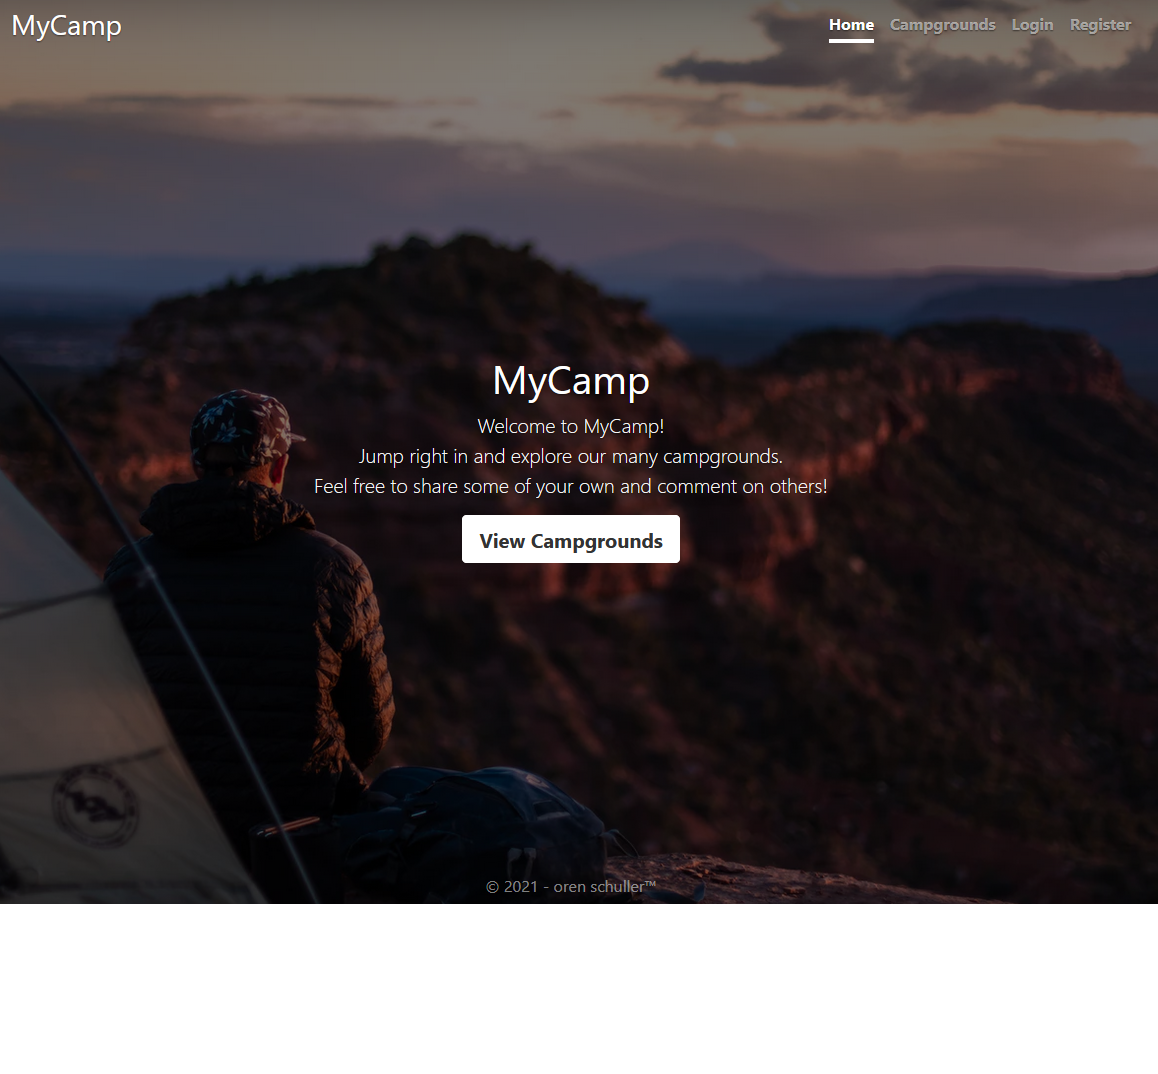 MyCamp
Home Campgrounds Login Register
MyCamp
Welcome to MyCamp!
Jump right in and explore our many campgrounds.
Feel free to share some of your own and comment on others!
View Campgrounds
© 2021 - oren schuller™